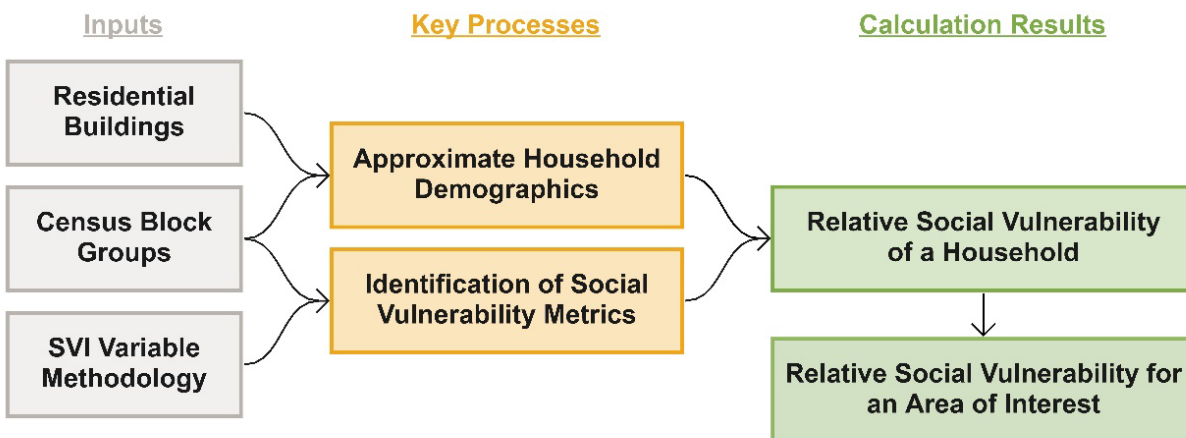 Inputs
Key Processes
Calculation Results
Residential
Buildings
Census Block
Groups
SVI Variable
Methodology
Approximate Household
Demographics
Identification of Social
Vulnerability Metrics
Relative Social Vulnerability
of a Household
Relative Social Vulnerability for
an Area of Interest